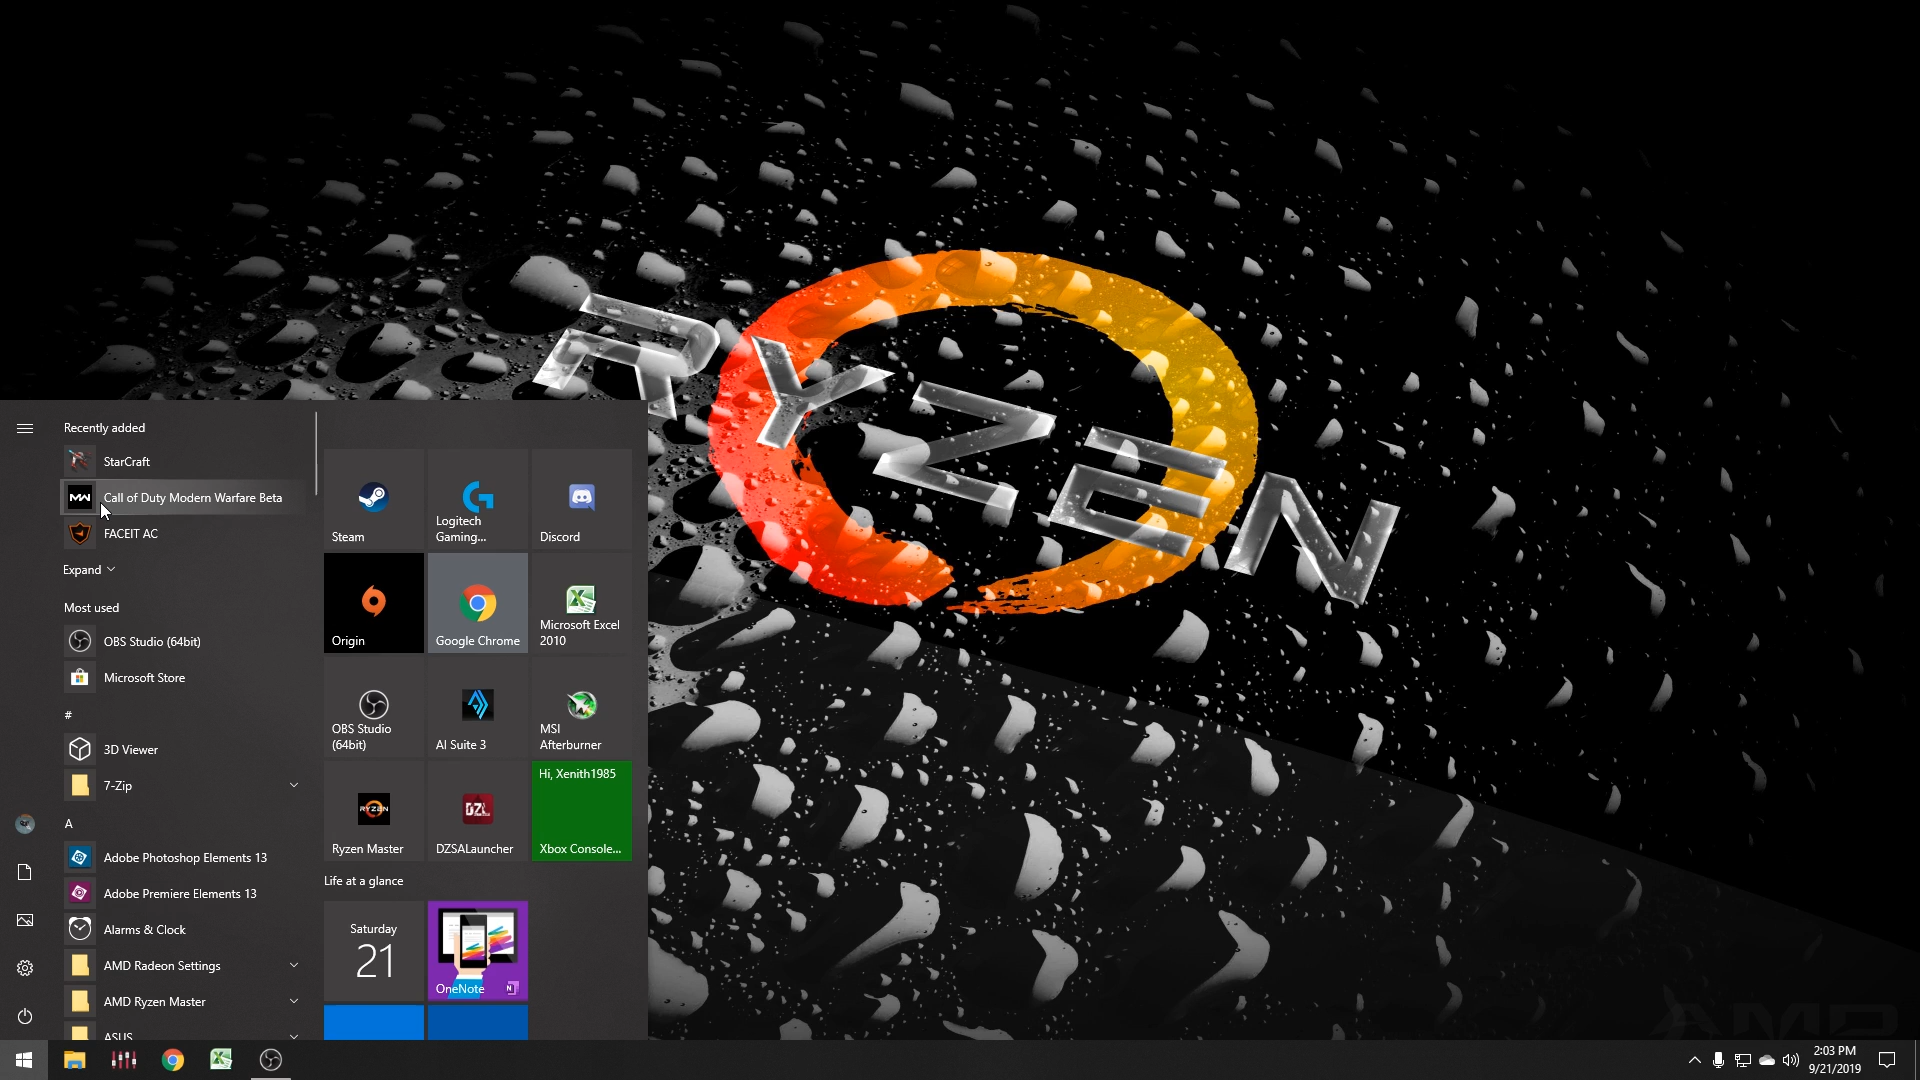 RYZEN
Recently added
StarCraft
Call of Duty Modern Warfare Beta
FACEIT AC
Expand
Most used
OBS Studio (64bit)
Microsoft Store
#
3D Viewer
7-Zip
A
Adobe Photoshop Elements 13
Adobe Premiere Elements 13
Alarms & Clock
AMD Radeon Settings
AMD Ryzen Master
ASUS
Steam
Logitech
Gaming...
Discord
Origin
Google Chrome
Microsoft Excel
2010
OBS Studio
(64bit)
AI Suite 3
MSI
Afterburner
RYZEN
Ryzen Master
DZL
DZSALauncher
Hi, Xenith1985
Xbox Console...
Life at a glance
Saturday
21
OneNote
AMD
2:03 PM
9/21/2019